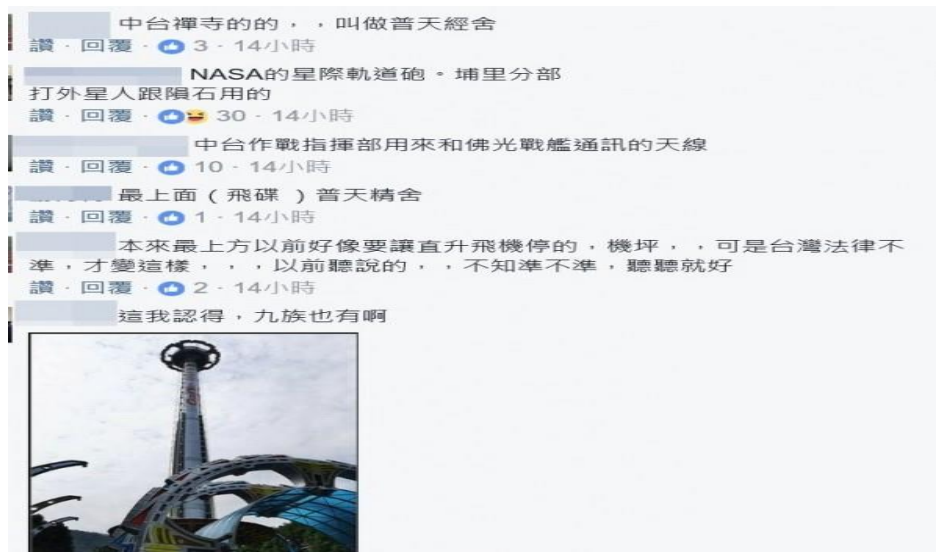 中台禪寺的的，，叫做普天經舍
讚 · 回覆 · 3 · 14小時
NASA的星際軌道砲。埔里分部
打外星人跟隕石用的
讚 · 回覆 · 30 · 14小時
中台作戰指揮部用來和佛光戰艦通訊的天線
讚 · 回覆 · 10 · 14小時
最上面（飛碟 ）普天精舍
讚 · 回覆 · 1 · 14小時
本來最上方以前好像要讓直升飛機停的，機坪，，可是台灣法律不
準，才變這樣，，，以前聽說的，，不知準不準，聽聽就好
讚 · 回覆 · 2 · 14小時
這我認得，九族也有啊